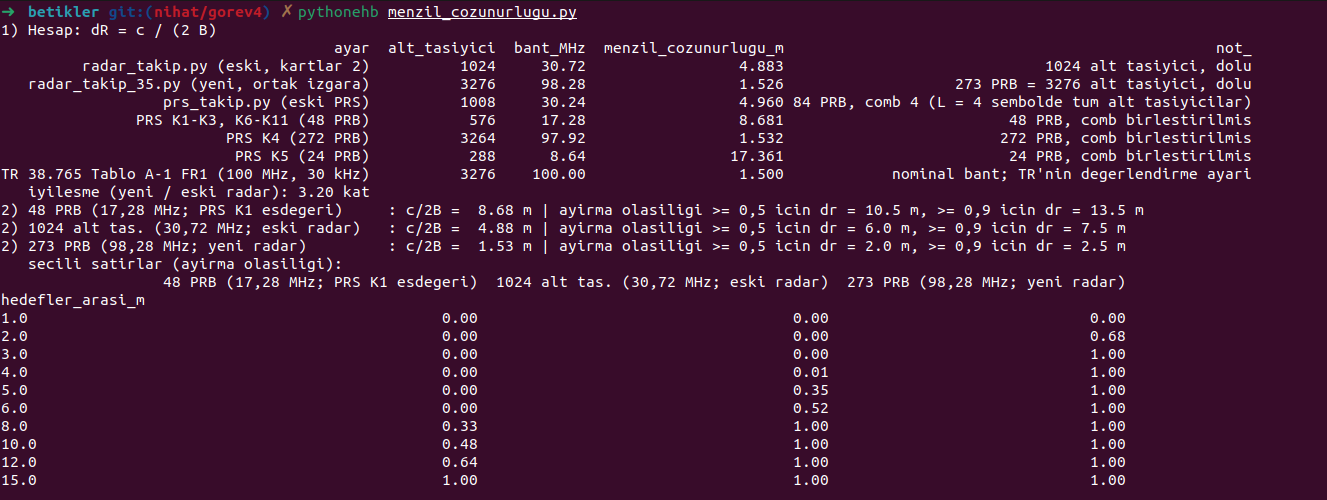 ➜ betikler git:(nihat/gorev4) ✗ pythonehb menzil_cozunurlugu.py
1) Hesap: dR = c / (2 B)
ayar alt_tasiyici bant_MHz menzil_cozunurlugu_m not_
radar_takip.py (eski, kartlar 2) 1024 30.72 4.883 1024 alt tasiyici, dolu
radar_takip_35.py (yeni, ortak izgara) 3276 98.28 1.526 273 PRB = 3276 alt tasiyici, dolu
prs_takip.py (eski PRS) 1008 30.24 4.960 84 PRB, comb 4 (L = 4 sembolde tum alt tasiyicilar)
PRS K1-K3, K6-K11 (48 PRB) 576 17.28 8.681 48 PRB, comb birlestirilmis
PRS K4 (272 PRB) 3264 97.92 1.532 272 PRB, comb birlestirilmis
PRS K5 (24 PRB) 288 8.64 17.361 24 PRB, comb birlestirilmis
TR 38.765 Tablo A-1 FR1 (100 MHz, 30 kHz) 3276 100.00 1.500 nominal bant; TR'nin degerlendirme ayari
iyilesme (yeni / eski radar): 3.20 kat
2) 48 PRB (17,28 MHz; PRS K1 esdegeri) : c/2B = 8.68 m | ayirma olasiligi >= 0,5 icin dr = 10.5 m, >= 0,9 icin dr = 13.5 m
2) 1024 alt tas. (30,72 MHz; eski radar) : c/2B = 4.88 m | ayirma olasiligi >= 0,5 icin dr = 6.0 m, >= 0,9 icin dr = 7.5 m
2) 273 PRB (98,28 MHz; yeni radar) : c/2B = 1.53 m | ayirma olasiligi >= 0,5 icin dr = 2.0 m, >= 0,9 icin dr = 2.5 m
secili satirlar (ayirma olasiligi):
48 PRB (17,28 MHz; PRS K1 esdegeri) 1024 alt tas. (30,72 MHz; eski radar) 273 PRB (98,28 MHz; yeni radar)
hedefler_arasi_m
1.0 0.00 0.00 0.00
2.0 0.00 0.00 0.68
3.0 0.00 0.00 1.00
4.0 0.00 0.01 1.00
5.0 0.00 0.35 1.00
6.0 0.00 0.52 1.00
8.0 0.33 1.00 1.00
10.0 0.48 1.00 1.00
12.0 0.64 1.00 1.00
15.0 1.00 1.00 1.00